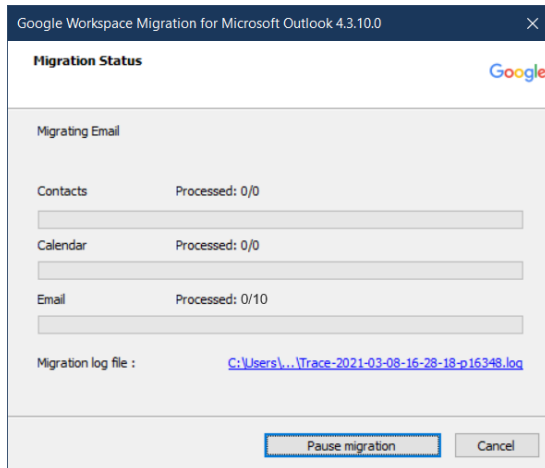 Google Workspace Migration for Microsoft Outlook 4.3.10.0
Migration Status
Google
Migrating Email
Contacts Processed: 0/0
Calendar Processed: 0/0
Email Processed: 0/10
Migration log file : C:\Users\...\Trace-2021-03-08-16-28-18-p16348.log
Pause migration Cancel